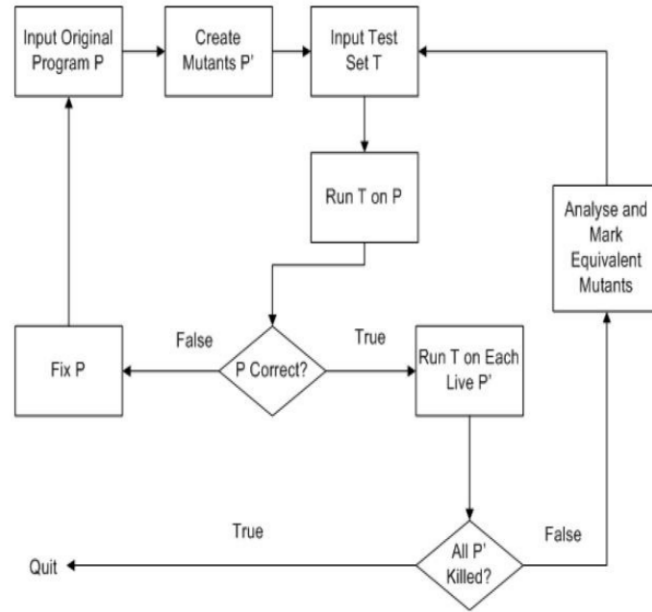 Input Original
Program P
Create
Mutants P'
Input Test
Set T
Run T on P
Analyse and
Mark
Equivalent
Mutants
False
True
Fix P
P Correct?
Run T on Each
Live P'
True
False
Quit
All P'
Killed?